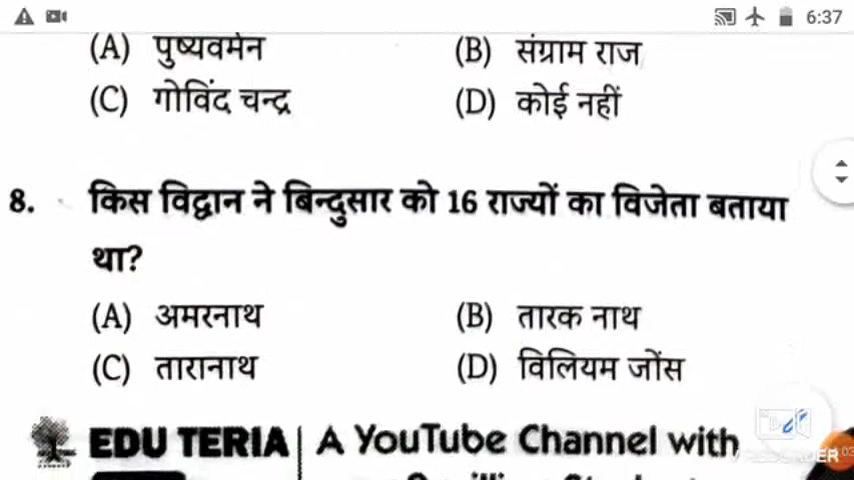 6:37
(A) पुष्यवर्मन (B) संग्राम राज
(C) गोविंद चन्द्र (D) कोई नहीं
8. किस विद्वान ने बिन्दुसार को 16 राज्यों का विजेता बताया
था?
(A) अमरनाथ (B) तारक नाथ
(C) तारानाथ (D) विलियम जोंस
EDU TERIA | A YouTube Channel with